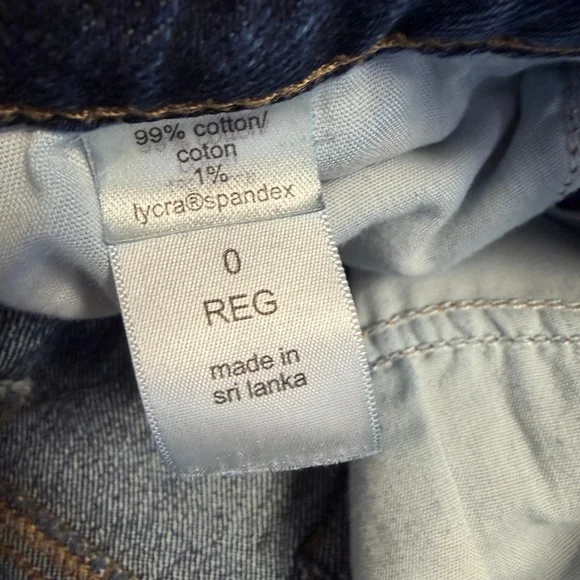 99% cotton/
coton
1%
lycra®spandex
0
REG
made in
sri lanka